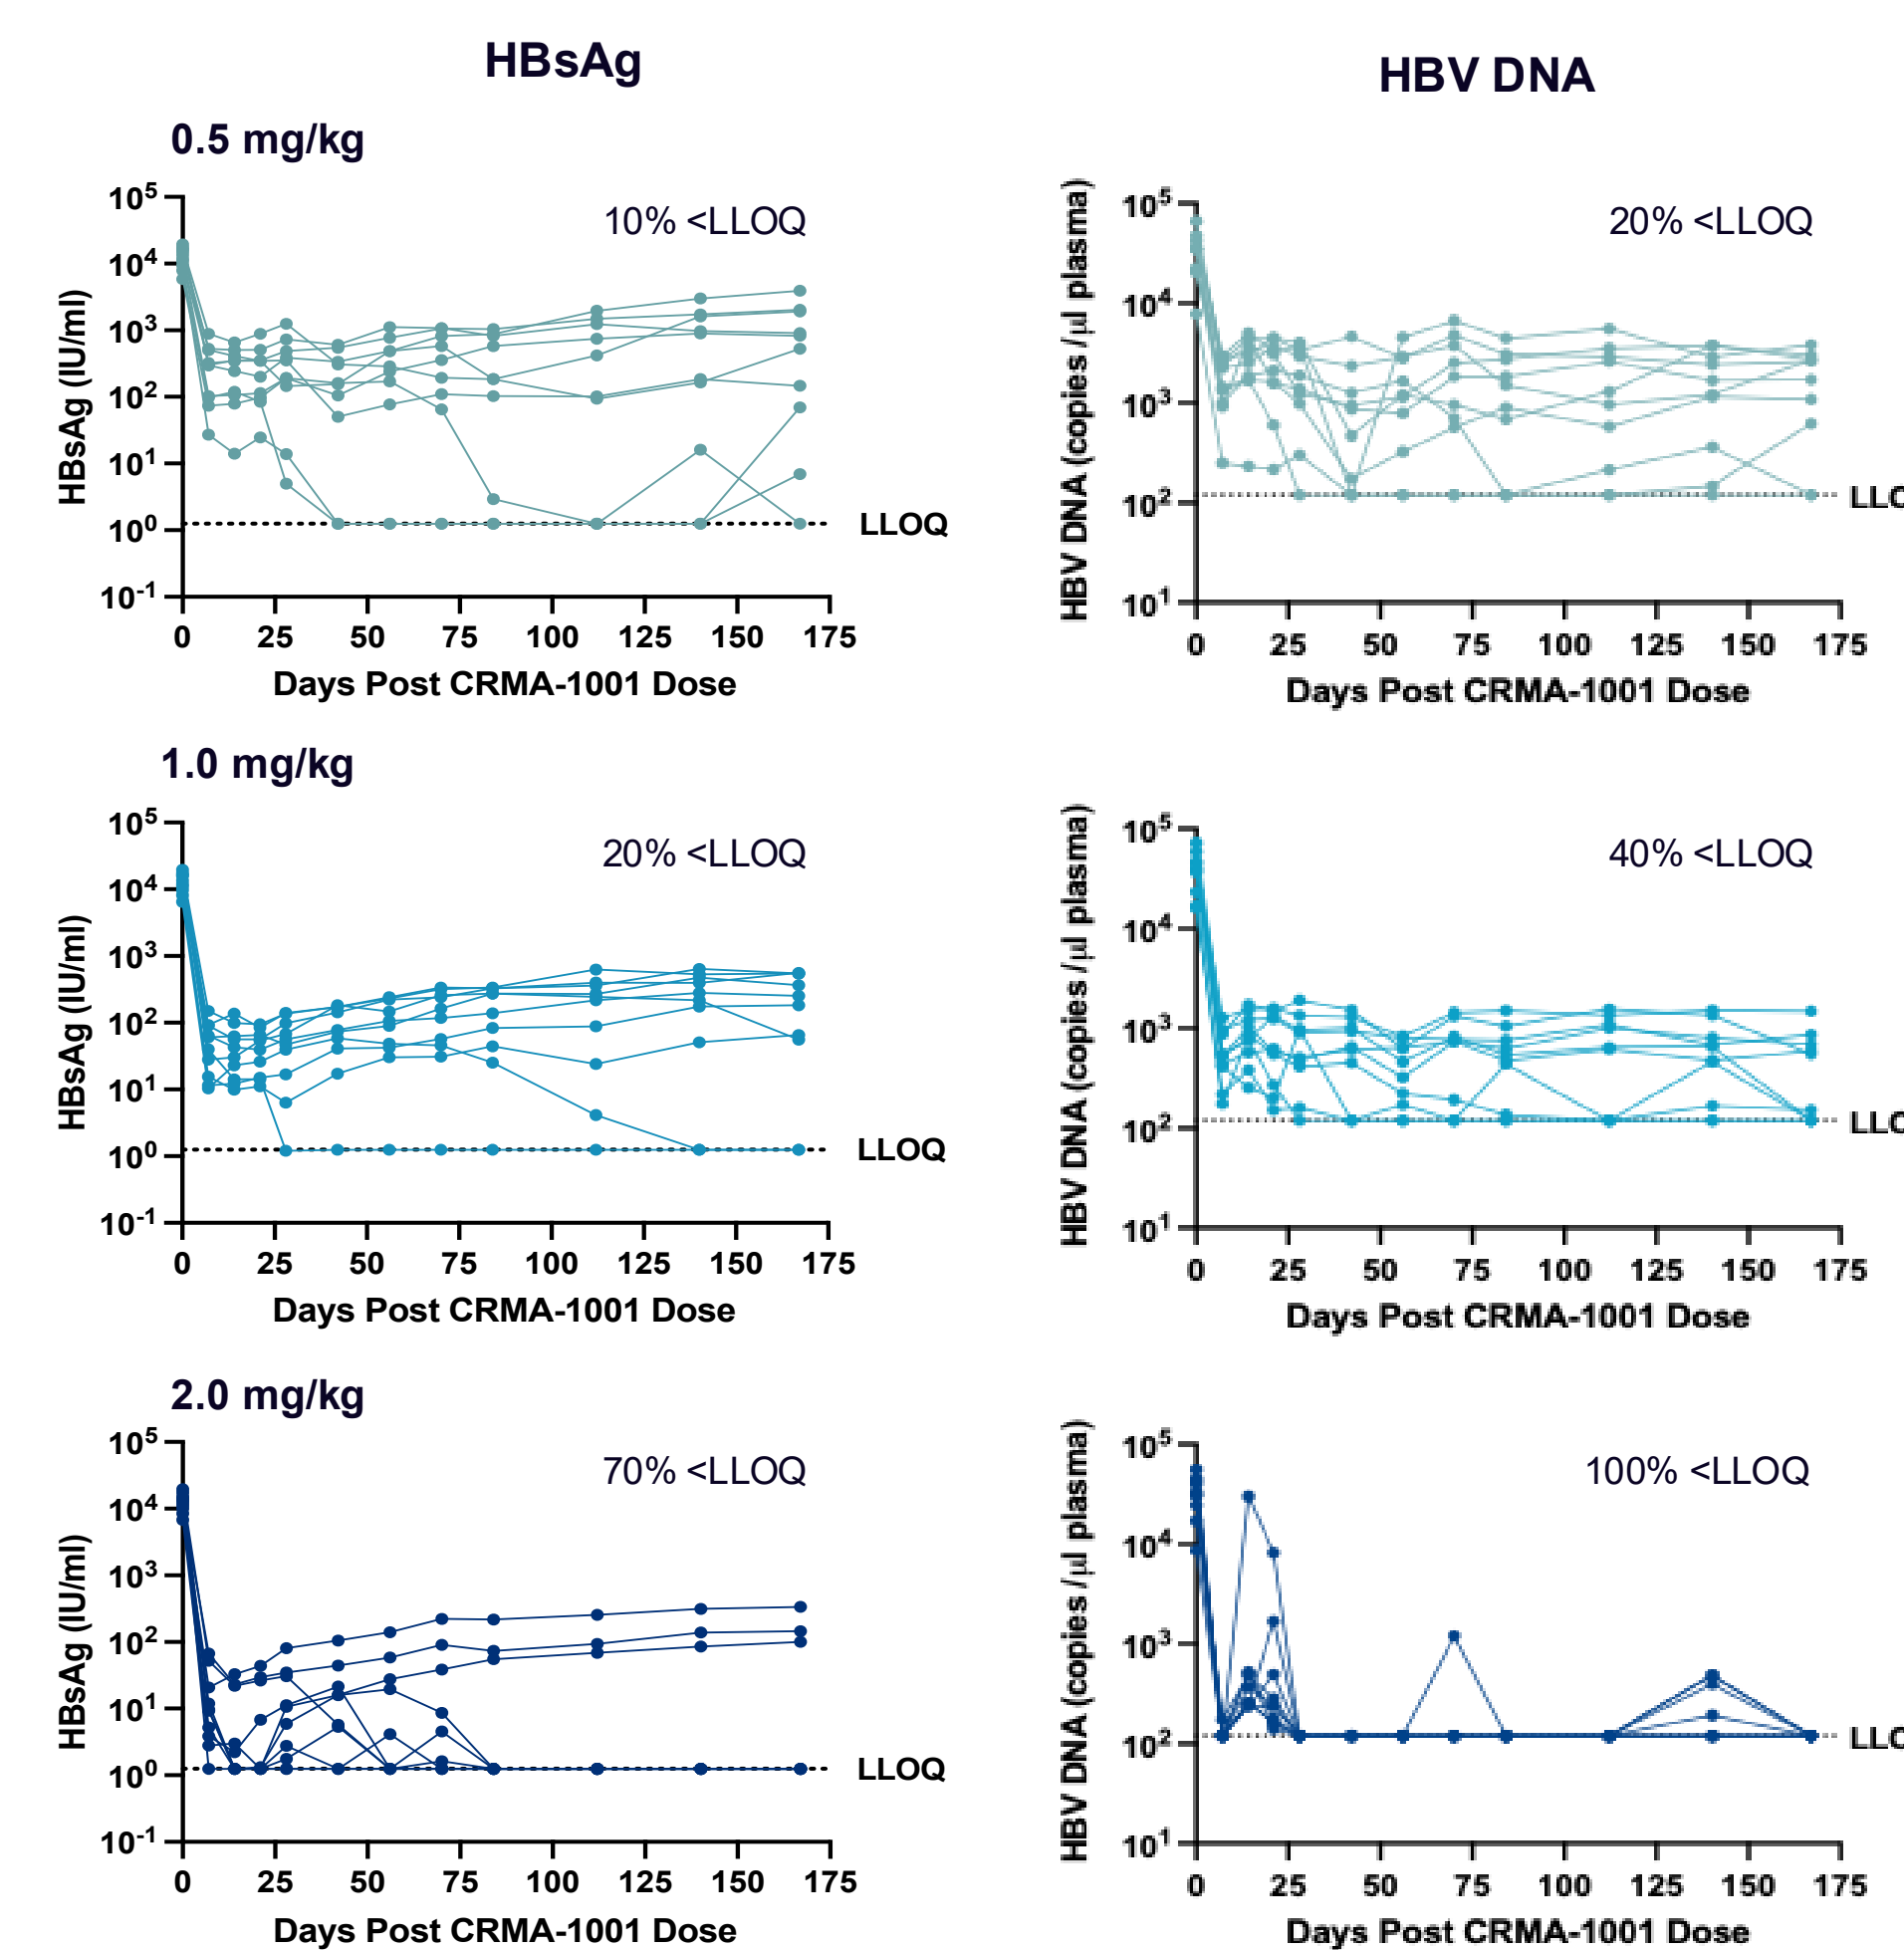 HBsAg
HBV DNA
0.5 mg/kg
HBsAg (IU/ml)
10⁵
10⁴
10³
10²
10¹
10⁰
10⁻¹
10% <LLOQ
LLOQ
0 25 50 75 100 125 150 175
Days Post CRMA-1001 Dose
HBV DNA (copies/µl plasma)
10⁵
10⁴
10³
10²
10¹
20% <LLOQ
LLO
0 25 50 75 100 125 150 175
Days Post CRMA-1001 Dose
1.0 mg/kg
HBsAg (IU/ml)
10⁵
10⁴
10³
10²
10¹
10⁰
10⁻¹
20% <LLOQ
LLOQ
0 25 50 75 100 125 150 175
Days Post CRMA-1001 Dose
HBV DNA (copies/µl plasma)
10⁵
10⁴
10³
10²
10¹
40% <LLOQ
LLO
0 25 50 75 100 125 150 175
Days Post CRMA-1001 Dose
2.0 mg/kg
HBsAg (IU/ml)
10⁵
10⁴
10³
10²
10¹
10⁰
10⁻¹
70% <LLOQ
LLOQ
0 25 50 75 100 125 150 175
Days Post CRMA-1001 Dose
HBV DNA (copies/µl plasma)
10⁵
10⁴
10³
10²
10¹
100% <LLOQ
LLO
0 25 50 75 100 125 150 175
Days Post CRMA-1001 Dose